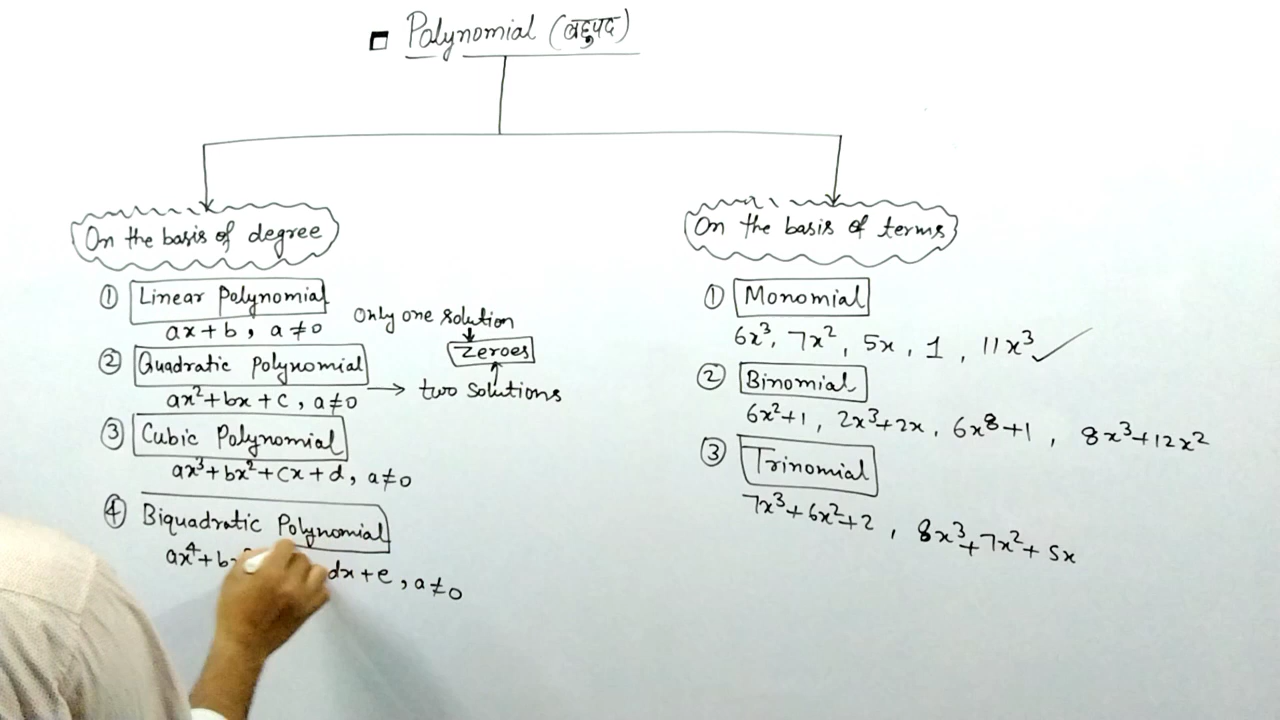 Polynomial (बहुपद)
On the basis of degree
① Linear Polynomial
ax + b , a ≠ 0
Only one solution
zeroes
② Quadratic Polynomial
ax² + bx + c , a ≠ 0 → two solutions
③ Cubic Polynomial
ax³ + bx² + cx + d , a ≠ 0
④ Biquadratic Polynomial
ax⁴ + bx dx + e , a ≠ 0
On the basis of terms
① Monomial
6x³, 7x², 5x, 1, 11x³
② Binomial
6x²+1, 2x³+2x, 6x⁸+1, 8x³+12x²
③ Trinomial
7x³+6x²+2, 8x³+7x²+5x